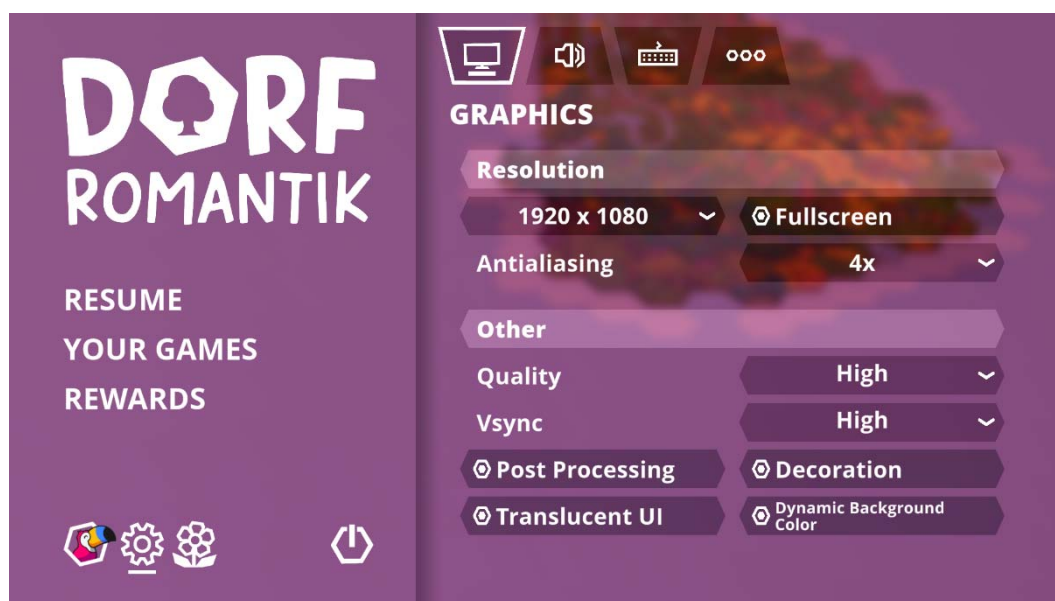 DORF
ROMANTIK
RESUME
YOUR GAMES
REWARDS
GRAPHICS
Resolution
1920 x 1080
Fullscreen
Antialiasing
4x
Other
Quality
High
Vsync
High
Post Processing
Decoration
Translucent UI
Dynamic Background
Color